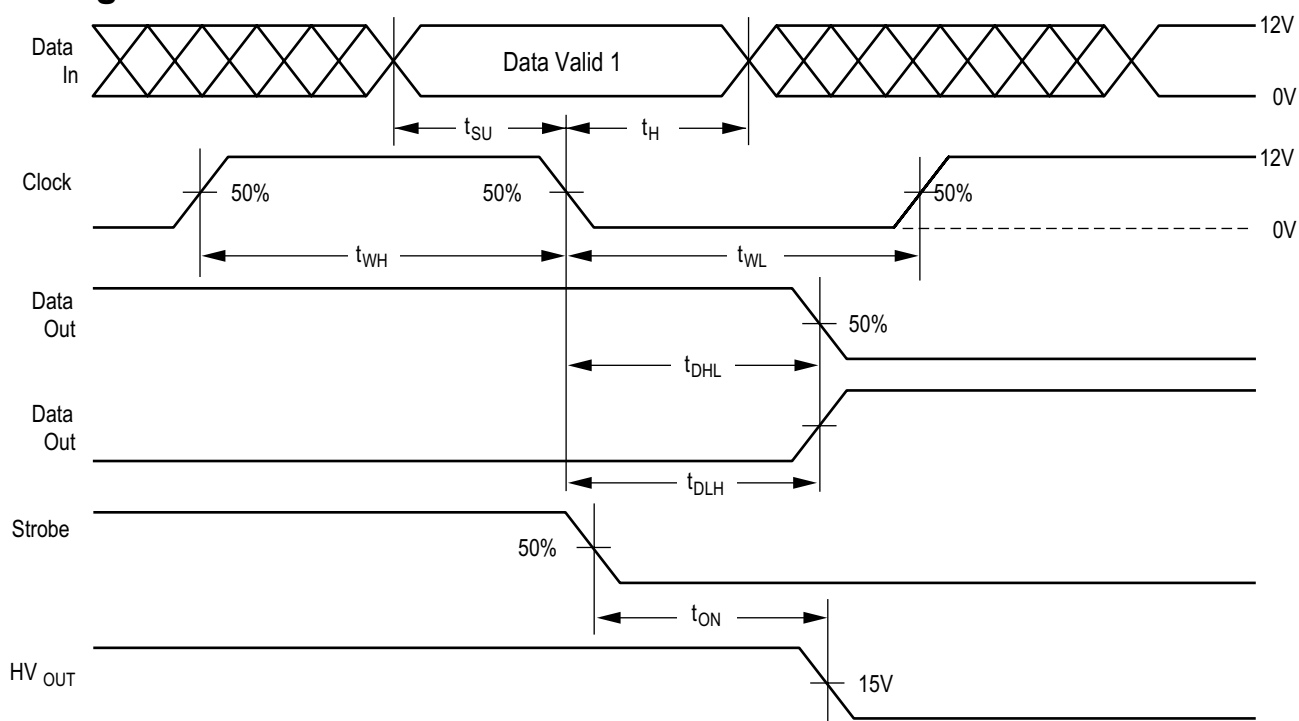 12V
Data
In
Data Valid 1
0V
tSU
tH
12V
Clock
50%
50%
50%
0V
tWH
tWL
Data
Out
50%
tDHL
Data
Out
tDLH
Strobe
50%
tON
HV OUT
15V